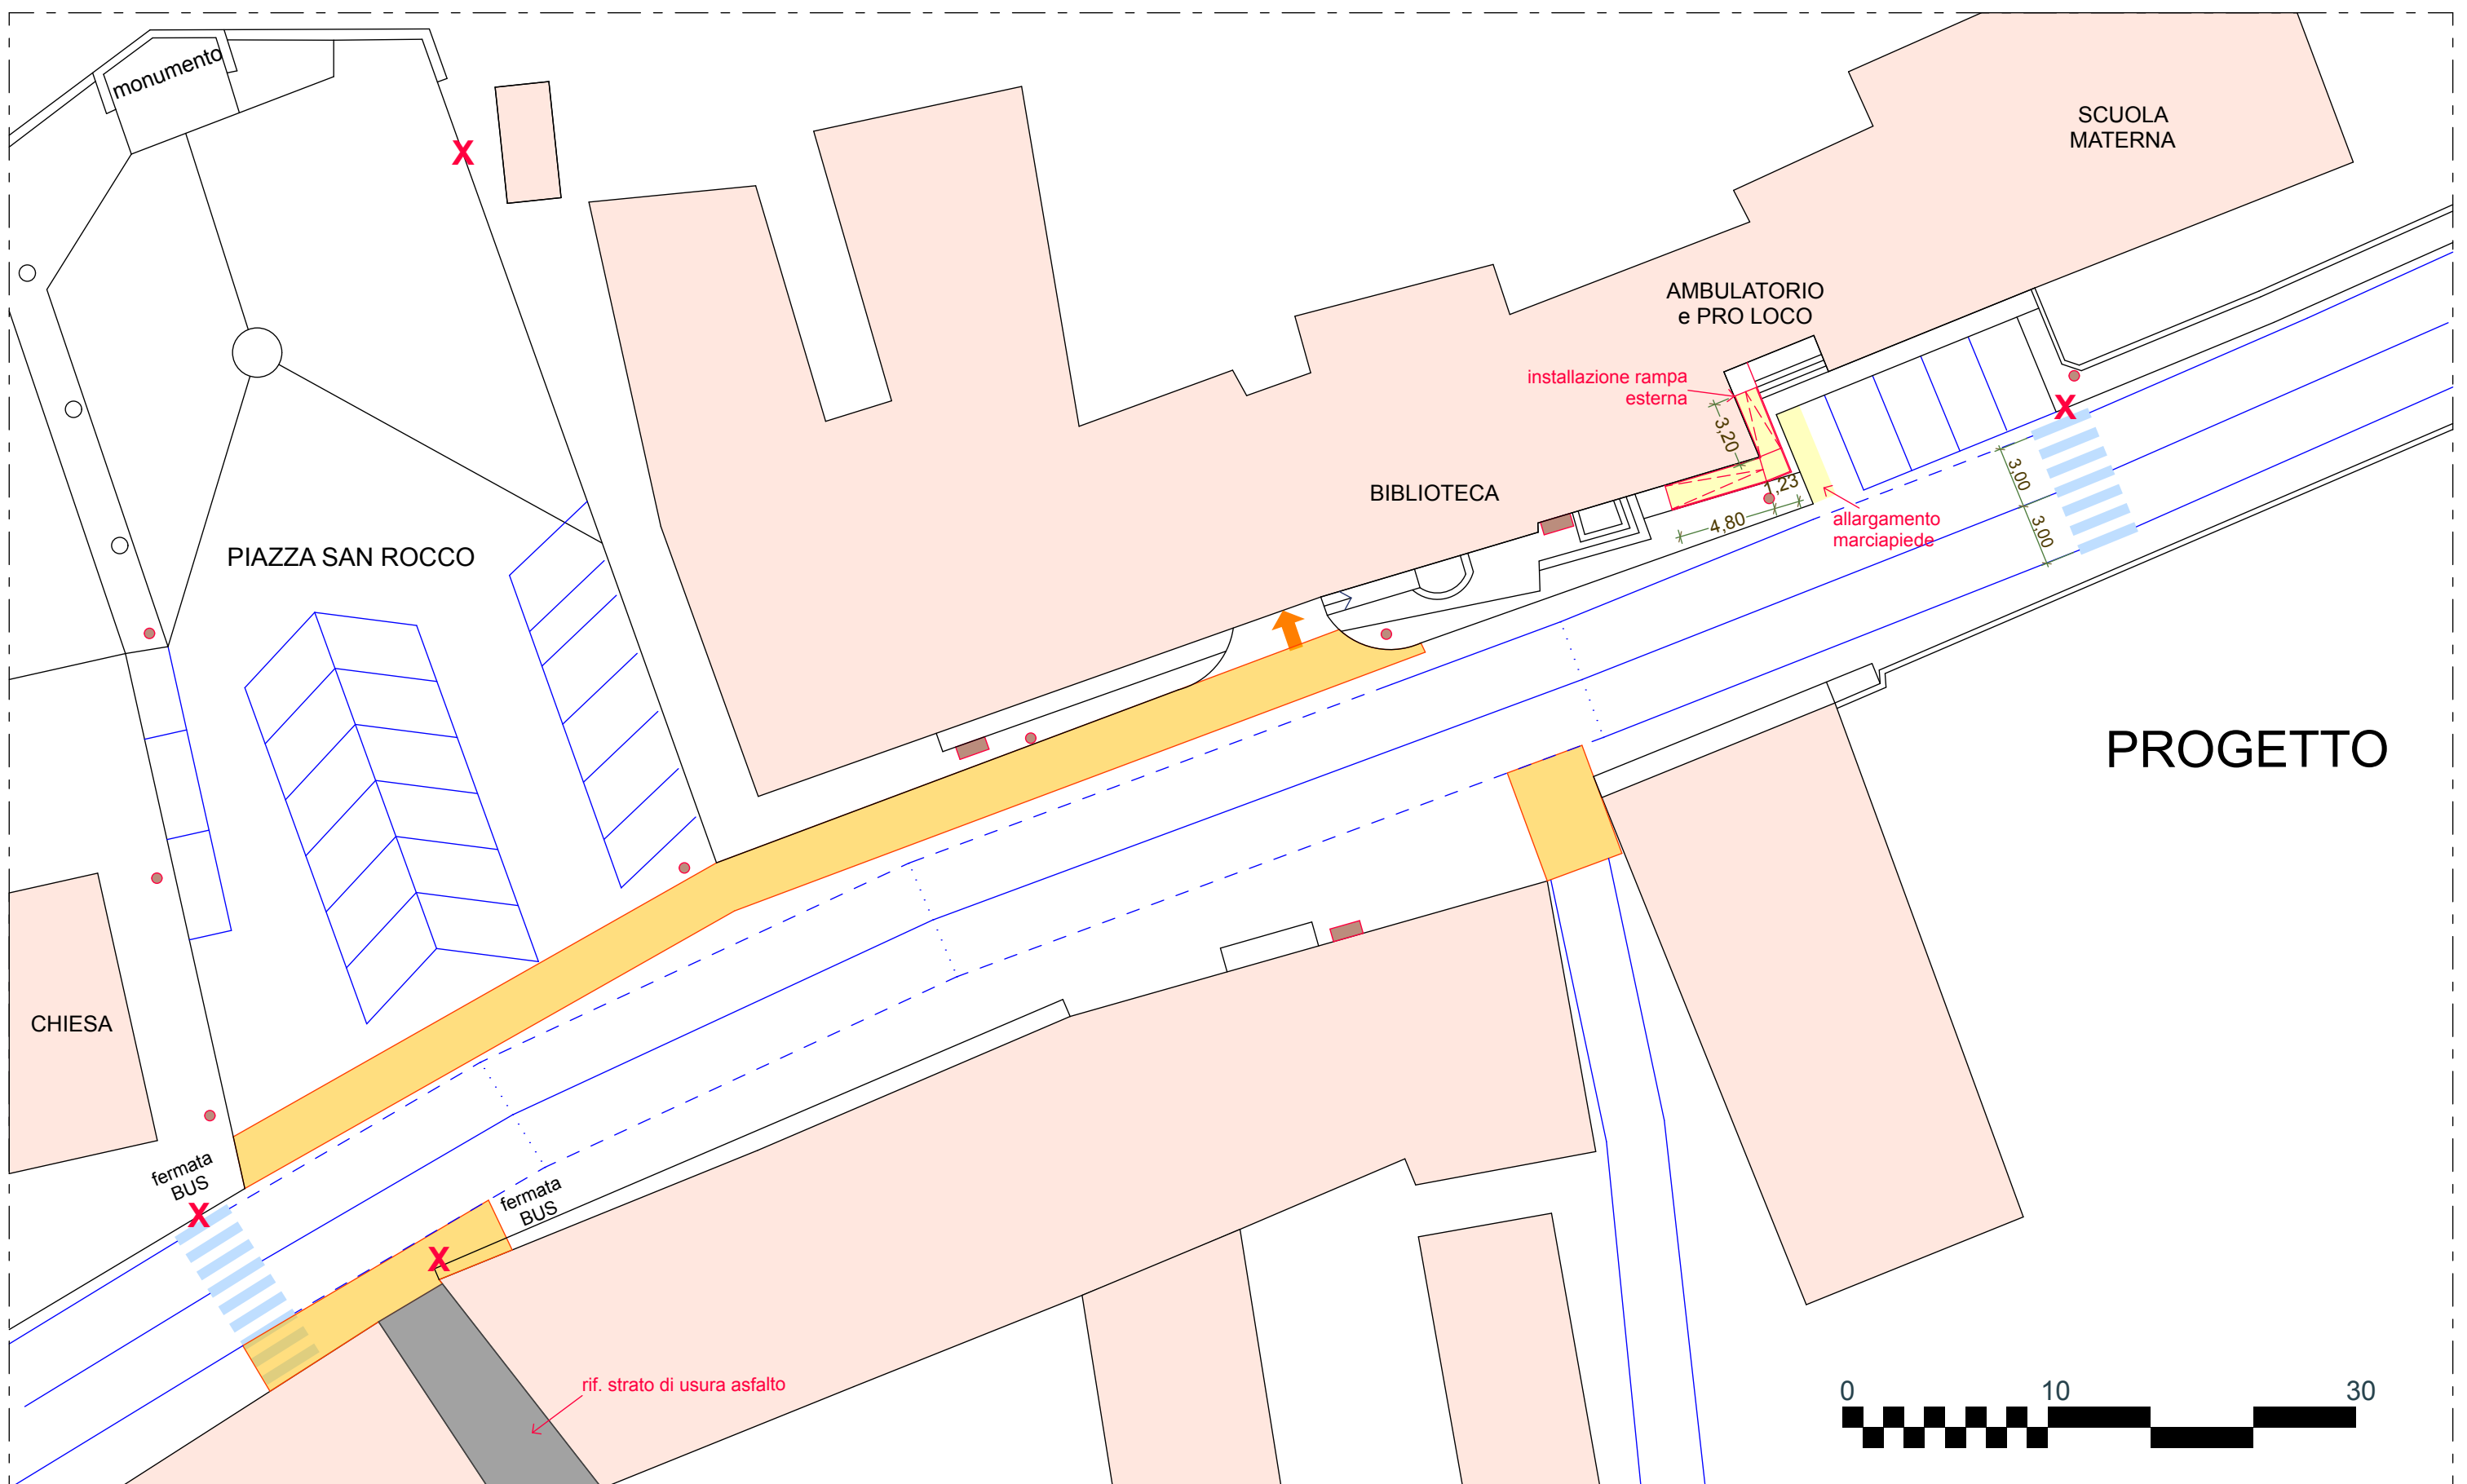 monumento
SCUOLA
MATERNA
X
AMBULATORIO
e PRO LOCO
installazione rampa
esterna
3,20
X
BIBLIOTECA
1,23
4,80
allargamento
marciapiede
3,00
3,00
PIAZZA SAN ROCCO
PROGETTO
CHIESA
fermata
BUS
X
fermata
BUS
X
rif. strato di usura asfalto
0 10 30